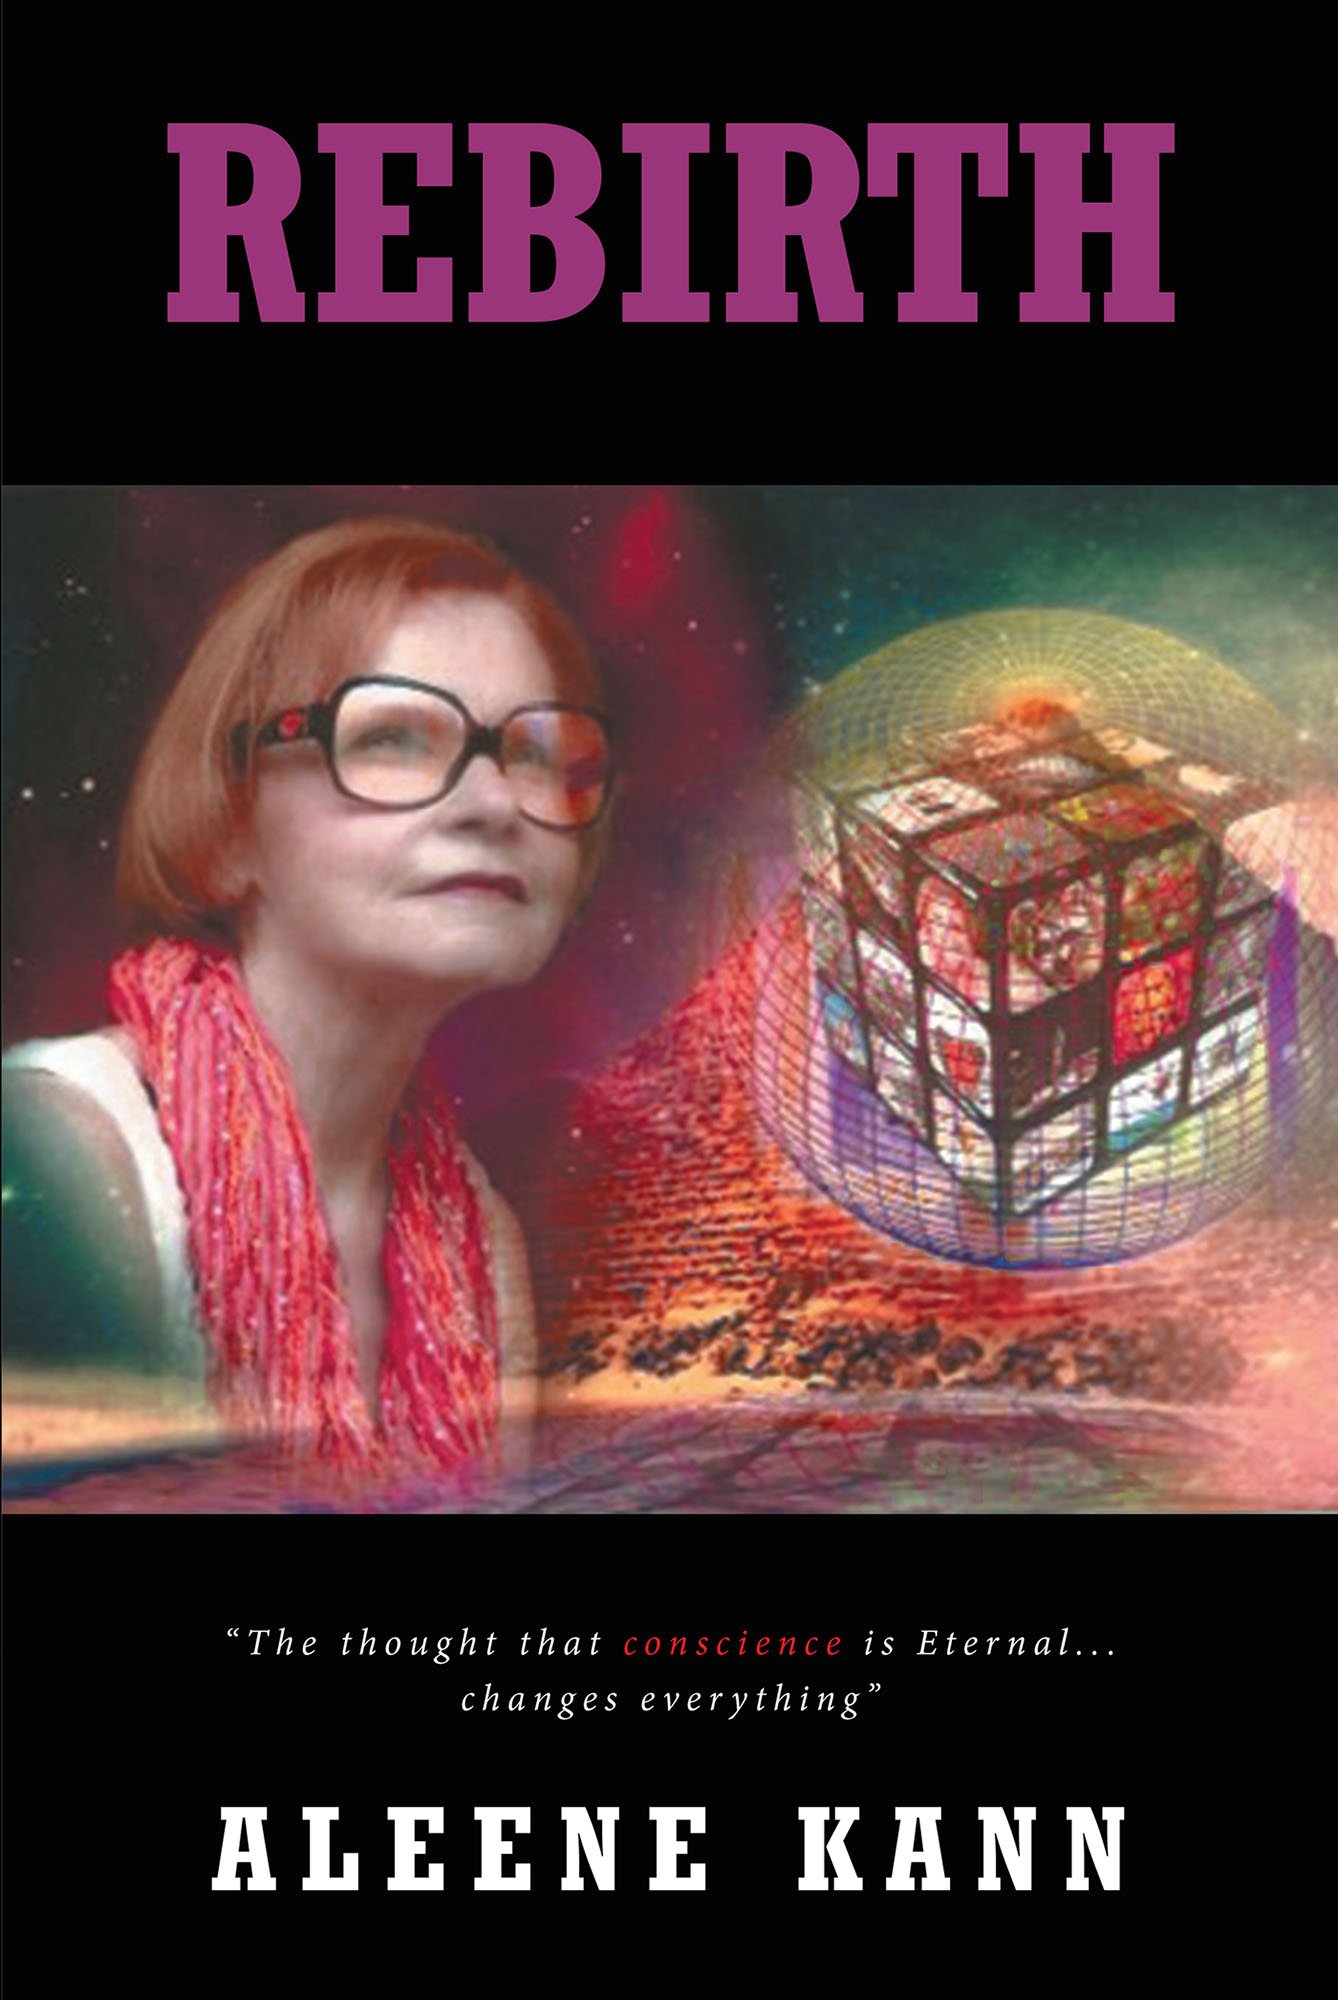 REBIRTH
“The thought that conscience is Eternal...
changes everything”
ALEENE KANN